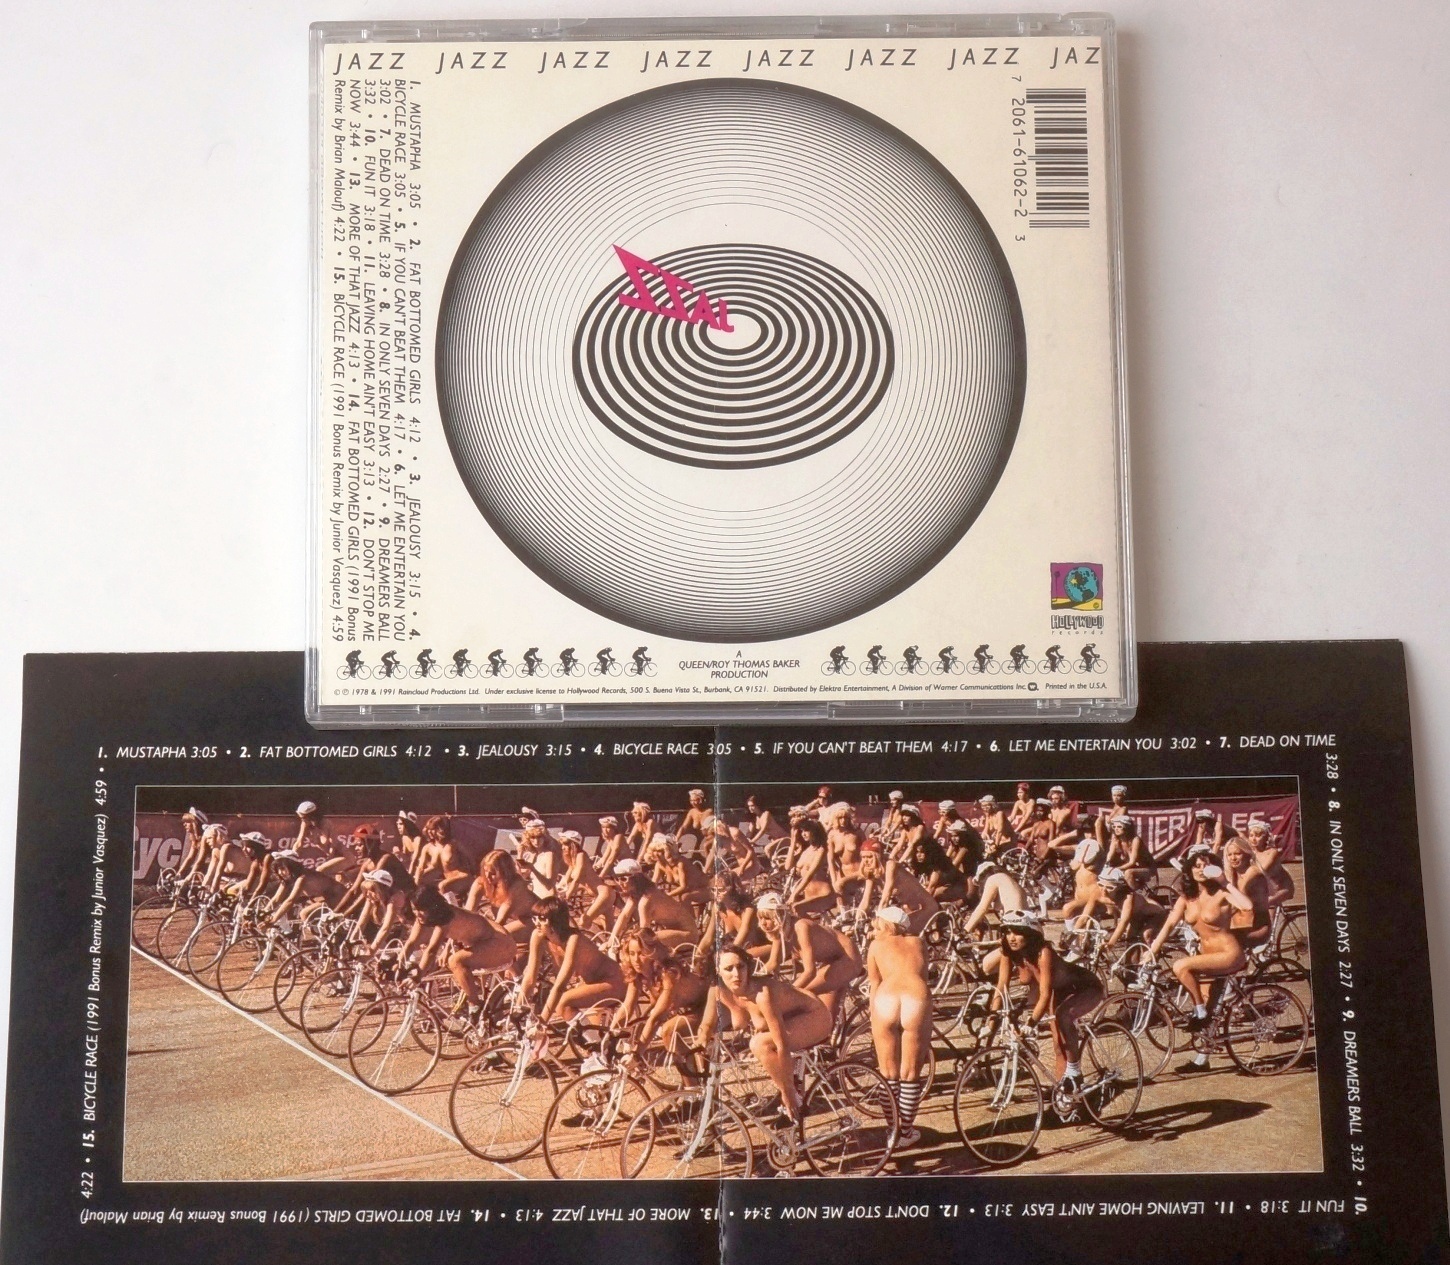 JAZZ JAZZ JAZZ JAZZ JAZZ JAZZ JAZZ JAZ
1. MUSTAPHA 3:05 • 2. FAT BOTTOMED GIRLS 4:12 • 3. JEALOUSY 3:15 • 4.
BICYCLE RACE 3:05 • 5. IF YOU CAN'T BEAT THEM 4:17 • 6. LET ME ENTERTAIN YOU
3:02 • 7. DEAD ON TIME 3:28 • 8. IN ONLY SEVEN DAYS 2:27 • 9. DREAMERS BALL
3:32 • 10. FUN IT 3:18 • 11. LEAVING HOME AIN'T EASY 3:13 • 12. DON'T STOP ME
NOW 3:44 • 13. MORE OF THAT JAZZ 4:13 • 14. FAT BOTTOMED GIRLS (1991 Bonus
Remix by Brian Malouf) 4:22 • 15. BICYCLE RACE (1991 Bonus Remix by Junior Vasquez) 4:59
JAZZ
7 2061-61062-2 3
HOLLYWOOD
records
A
QUEEN/ROY THOMAS BAKER
PRODUCTION
© ℗ 1978 & 1991 Raincloud Productions Ltd. Under exclusive license to Hollywood Records, 500 S. Buena Vista St., Burbank, CA 91521. Distributed by Elektra Entertainment, A Division of Warner Communications Inc. Printed in the U.S.A.
1. MUSTAPHA 3:05 • 2. FAT BOTTOMED GIRLS 4:12 • 3. JEALOUSY 3:15 • 4. BICYCLE RACE 3:05 • 5. IF YOU CAN'T BEAT THEM 4:17 • 6. LET ME ENTERTAIN YOU 3:02 • 7. DEAD ON TIME
3:28 • 8. IN ONLY SEVEN DAYS 2:27 • 9. DREAMERS BALL 3:32 • 10.
FUN IT 3:18 • 11. LEAVING HOME AIN'T EASY 3:13 • 12. DON'T STOP ME NOW 3:44 • 13. MORE OF THAT JAZZ 4:13 • 14. FAT BOTTOMED GIRLS (1991 Bonus Remix by Brian Malouf)
4:22 • 15. BICYCLE RACE (1991 Bonus Remix by Junior Vasquez) 4:59 •